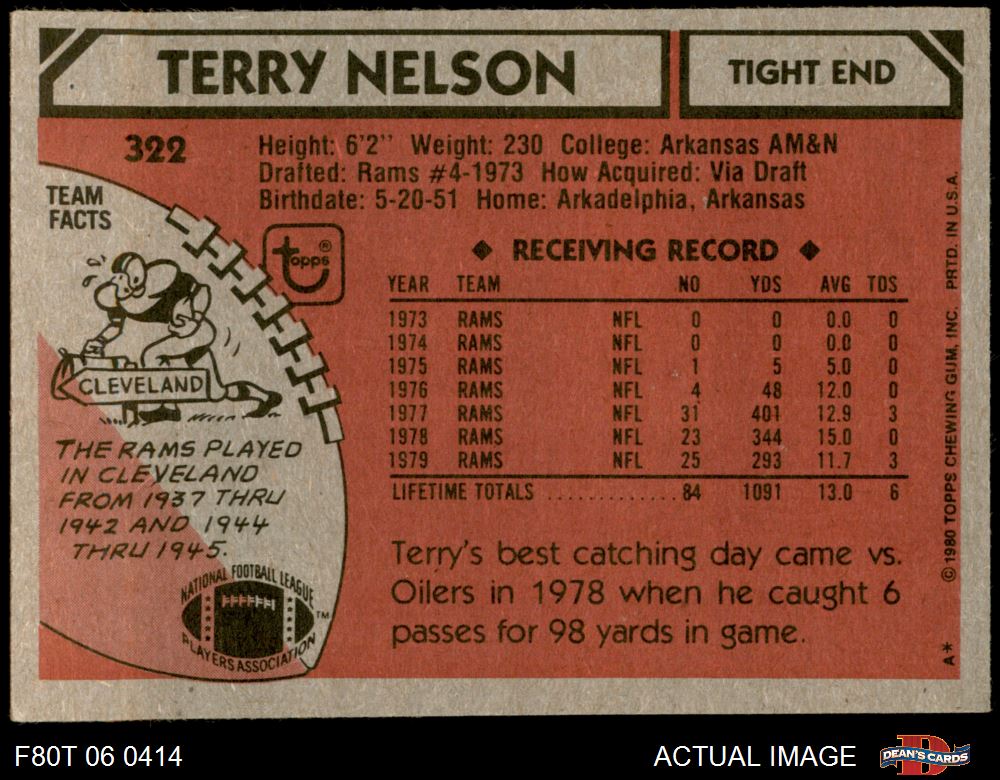 TERRY NELSON
TIGHT END
322
Height: 6'2" Weight: 230 College: Arkansas AM&N
Drafted: Rams #4-1973 How Acquired: Via Draft
Birthdate: 5-20-51 Home: Arkadelphia, Arkansas
TEAM
FACTS
topps®
CLEVELAND
THE RAMS PLAYED
IN CLEVELAND
FROM 1937 THRU
1942 AND 1944
THRU 1945.
NATIONAL FOOTBALL LEAGUE
PLAYERS ASSOCIATION
TM
◆ RECEIVING RECORD ◆
YEAR TEAM NO YDS AVG TDS
1973 RAMS NFL 0 0 0.0 0
1974 RAMS NFL 0 0 0.0 0
1975 RAMS NFL 1 5 5.0 0
1976 RAMS NFL 4 48 12.0 0
1977 RAMS NFL 31 401 12.9 3
1978 RAMS NFL 23 344 15.0 0
1979 RAMS NFL 25 293 11.7 3
LIFETIME TOTALS ............ 84 1091 13.0 6
Terry's best catching day came vs.
Oilers in 1978 when he caught 6
passes for 98 yards in game.
A* © 1980 TOPPS CHEWING GUM, INC. PRTD. IN U.S.A.
F80T 06 0414
ACTUAL IMAGE
DEAN'S CARDS